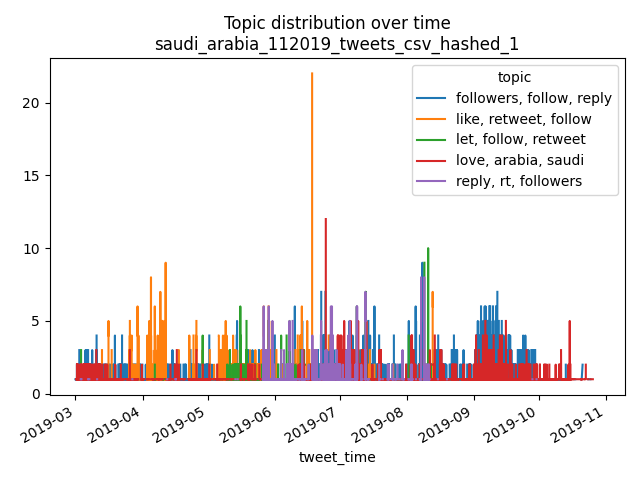 Topic distribution over time
saudi_arabia_112019_tweets_csv_hashed_1
topic
followers, follow, reply
like, retweet, follow
let, follow, retweet
love, arabia, saudi
reply, rt, followers
20
15
10
5
0
2019-03
2019-04
2019-05
2019-06
2019-07
2019-08
2019-09
2019-10
2019-11
tweet_time